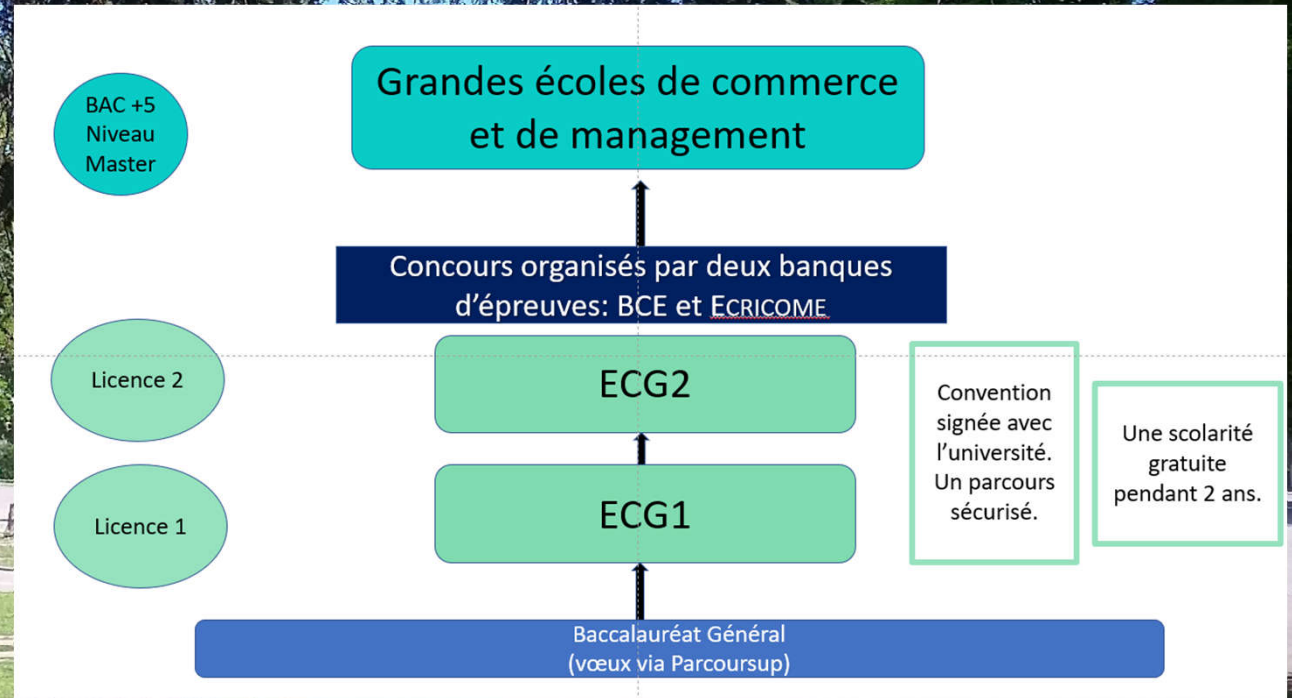 Grandes écoles de commerce
et de management
BAC +5
Niveau
Master
Concours organisés par deux banques
d'épreuves: BCE et ECRICOME
Licence 2
ECG2
Convention
signée avec
l'université.
Un parcours
sécurisé.
Une scolarité
gratuite
pendant 2 ans.
Licence 1
ECG1
Baccalauréat Général
(vœux via Parcoursup)